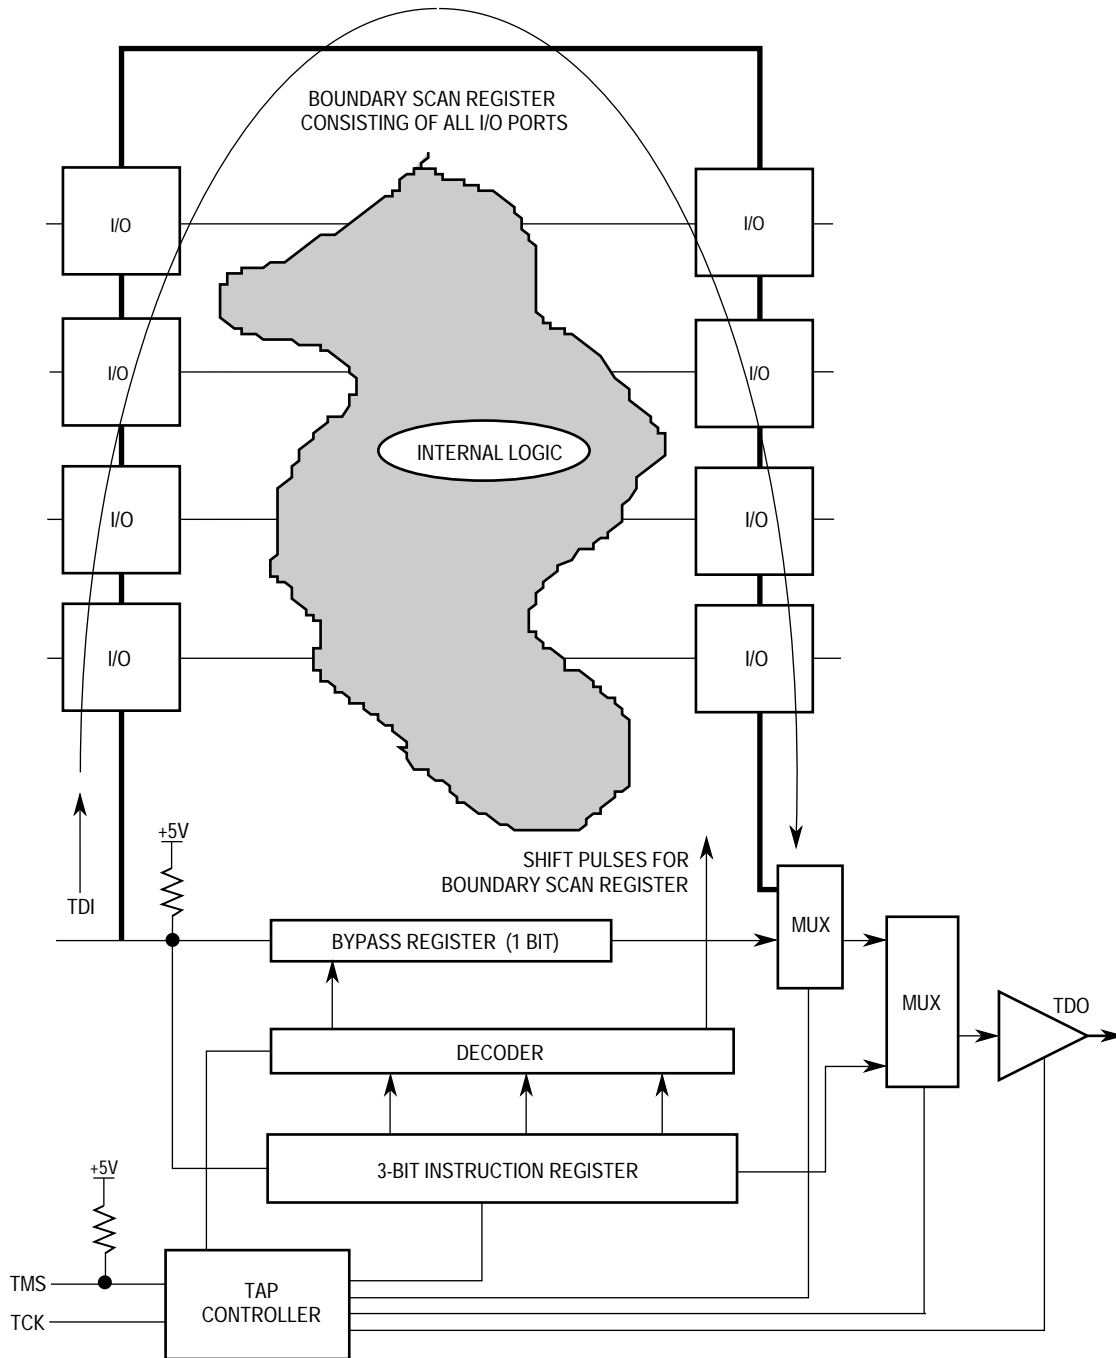 BOUNDARY SCAN REGISTER
CONSISTING OF ALL I/O PORTS
I/O
I/O
I/O
I/O
INTERNAL LOGIC
I/O
I/O
I/O
I/O
+5V
TDI
SHIFT PULSES FOR
BOUNDARY SCAN REGISTER
MUX
BYPASS REGISTER (1 BIT)
MUX
TDO
DECODER
3-BIT INSTRUCTION REGISTER
+5V
TMS
TCK
TAP
CONTROLLER